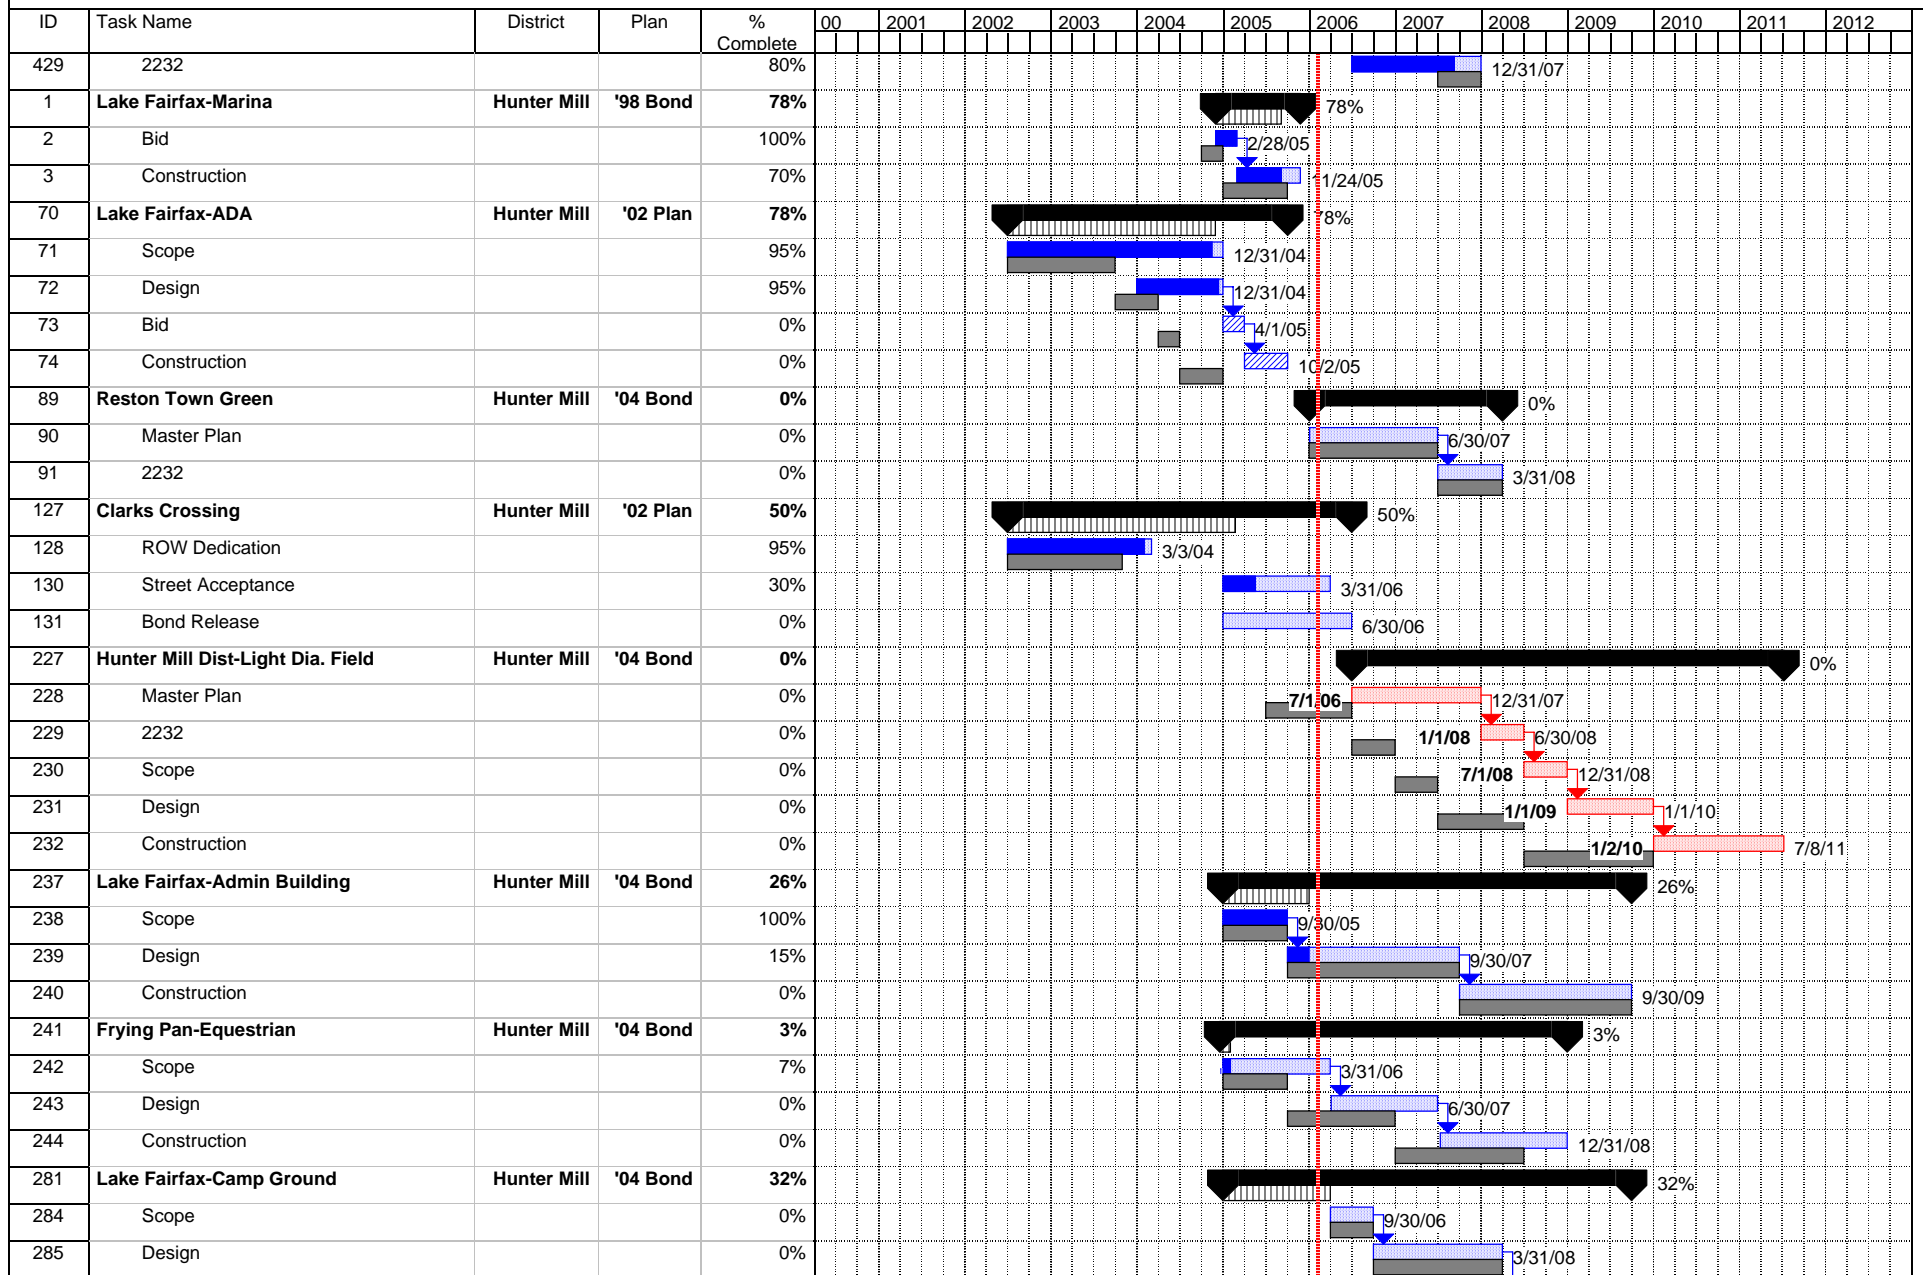 ID Task Name District Plan % Complete 00 2001 2002 2003 2004 2005 2006 2007 2008 2009 2010 2011 2012
429 2232 80% 12/31/07
1 Lake Fairfax-Marina Hunter Mill '98 Bond 78% 78%
2 Bid 100% 2/28/05
3 Construction 70% 11/24/05
70 Lake Fairfax-ADA Hunter Mill '02 Plan 78% 78%
71 Scope 95% 12/31/04
72 Design 95% 12/31/04
73 Bid 0% 4/1/05
74 Construction 0% 10/2/05
89 Reston Town Green Hunter Mill '04 Bond 0% 0%
90 Master Plan 0% 6/30/07
91 2232 0% 3/31/08
127 Clarks Crossing Hunter Mill '02 Plan 50% 50%
128 ROW Dedication 95% 3/3/04
130 Street Acceptance 30% 3/31/06
131 Bond Release 0% 6/30/06
227 Hunter Mill Dist-Light Dia. Field Hunter Mill '04 Bond 0% 0%
228 Master Plan 0% 7/1/06 12/31/07
229 2232 0% 1/1/08 6/30/08
230 Scope 0% 7/1/08 12/31/08
231 Design 0% 1/1/09 1/1/10
232 Construction 0% 1/2/10 7/8/11
237 Lake Fairfax-Admin Building Hunter Mill '04 Bond 26% 26%
238 Scope 100% 9/30/05
239 Design 15% 9/30/07
240 Construction 0% 9/30/09
241 Frying Pan-Equestrian Hunter Mill '04 Bond 3% 3%
242 Scope 7% 3/31/06
243 Design 0% 6/30/07
244 Construction 0% 12/31/08
281 Lake Fairfax-Camp Ground Hunter Mill '04 Bond 32% 32%
284 Scope 0% 9/30/06
285 Design 0% 3/31/08